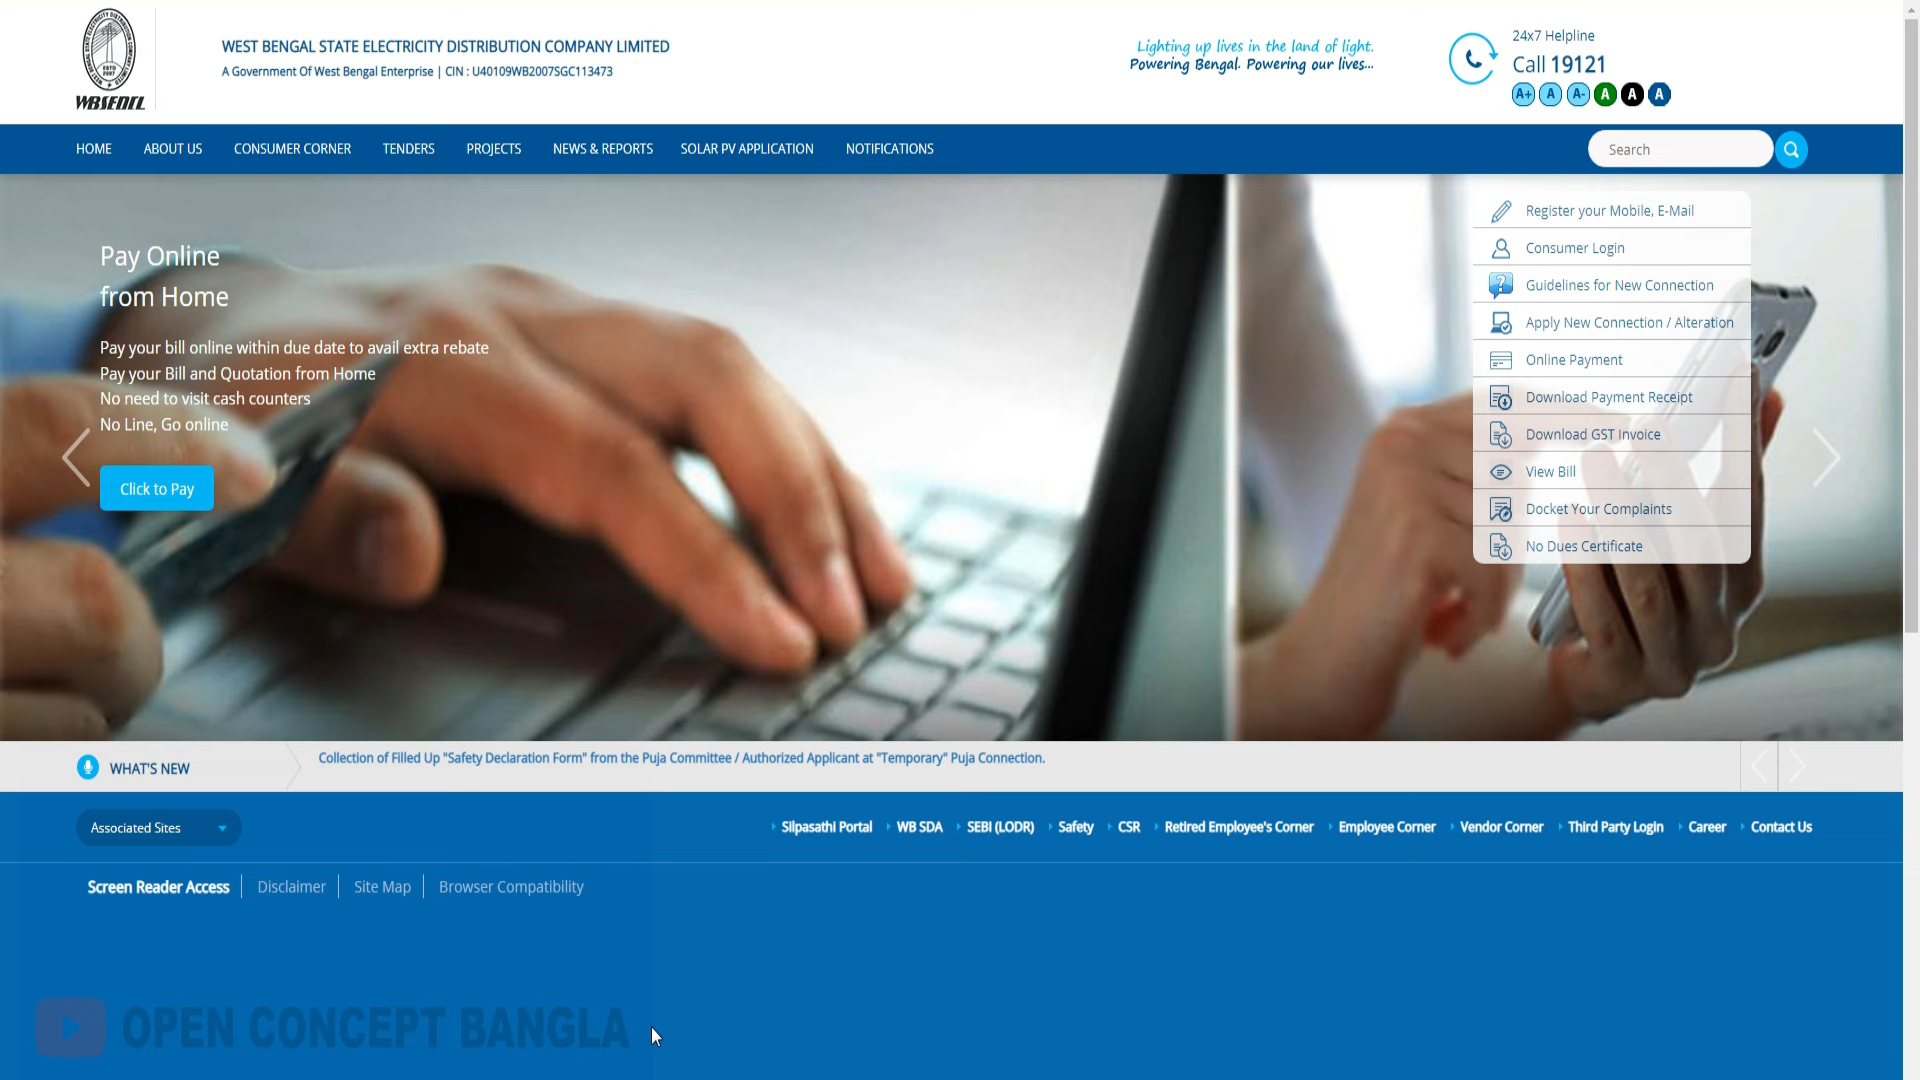 WBSEDCL
WEST BENGAL STATE ELECTRICITY DISTRIBUTION COMPANY LIMITED
A Government Of West Bengal Enterprise | CIN : U40109WB2007SGC113473
Lighting up lives in the land of light.
Powering Bengal. Powering our lives...
24x7 Helpline
Call 19121
A+ A A- A A A
HOME ABOUT US CONSUMER CORNER TENDERS PROJECTS NEWS & REPORTS SOLAR PV APPLICATION NOTIFICATIONS
Search
Pay Online
from Home
Pay your bill online within due date to avail extra rebate
Pay your Bill and Quotation from Home
No need to visit cash counters
No Line, Go online
Click to Pay
Register your Mobile, E-Mail
Consumer Login
Guidelines for New Connection
Apply New Connection / Alteration
Online Payment
Download Payment Receipt
Download GST Invoice
View Bill
Docket Your Complaints
No Dues Certificate
WHAT'S NEW
Collection of Filled Up "Safety Declaration Form" from the Puja Committee / Authorized Applicant at "Temporary" Puja Connection.
Associated Sites
Silpasathi Portal WB SDA SEBI (LODR) Safety CSR Retired Employee's Corner Employee Corner Vendor Corner Third Party Login Career Contact Us
Screen Reader Access Disclaimer Site Map Browser Compatibility
OPEN CONCEPT BANGLA